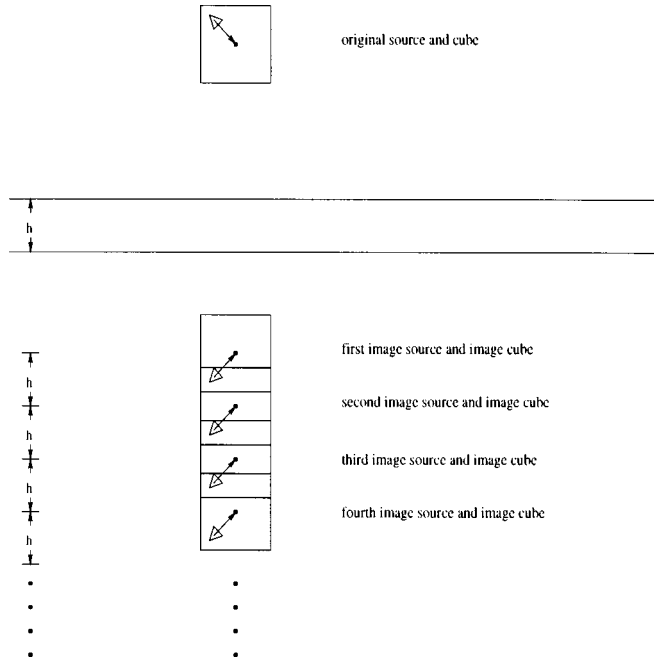 original source and cube
h
first image source and image cube
h
second image source and image cube
h
third image source and image cube
h
fourth image source and image cube
h